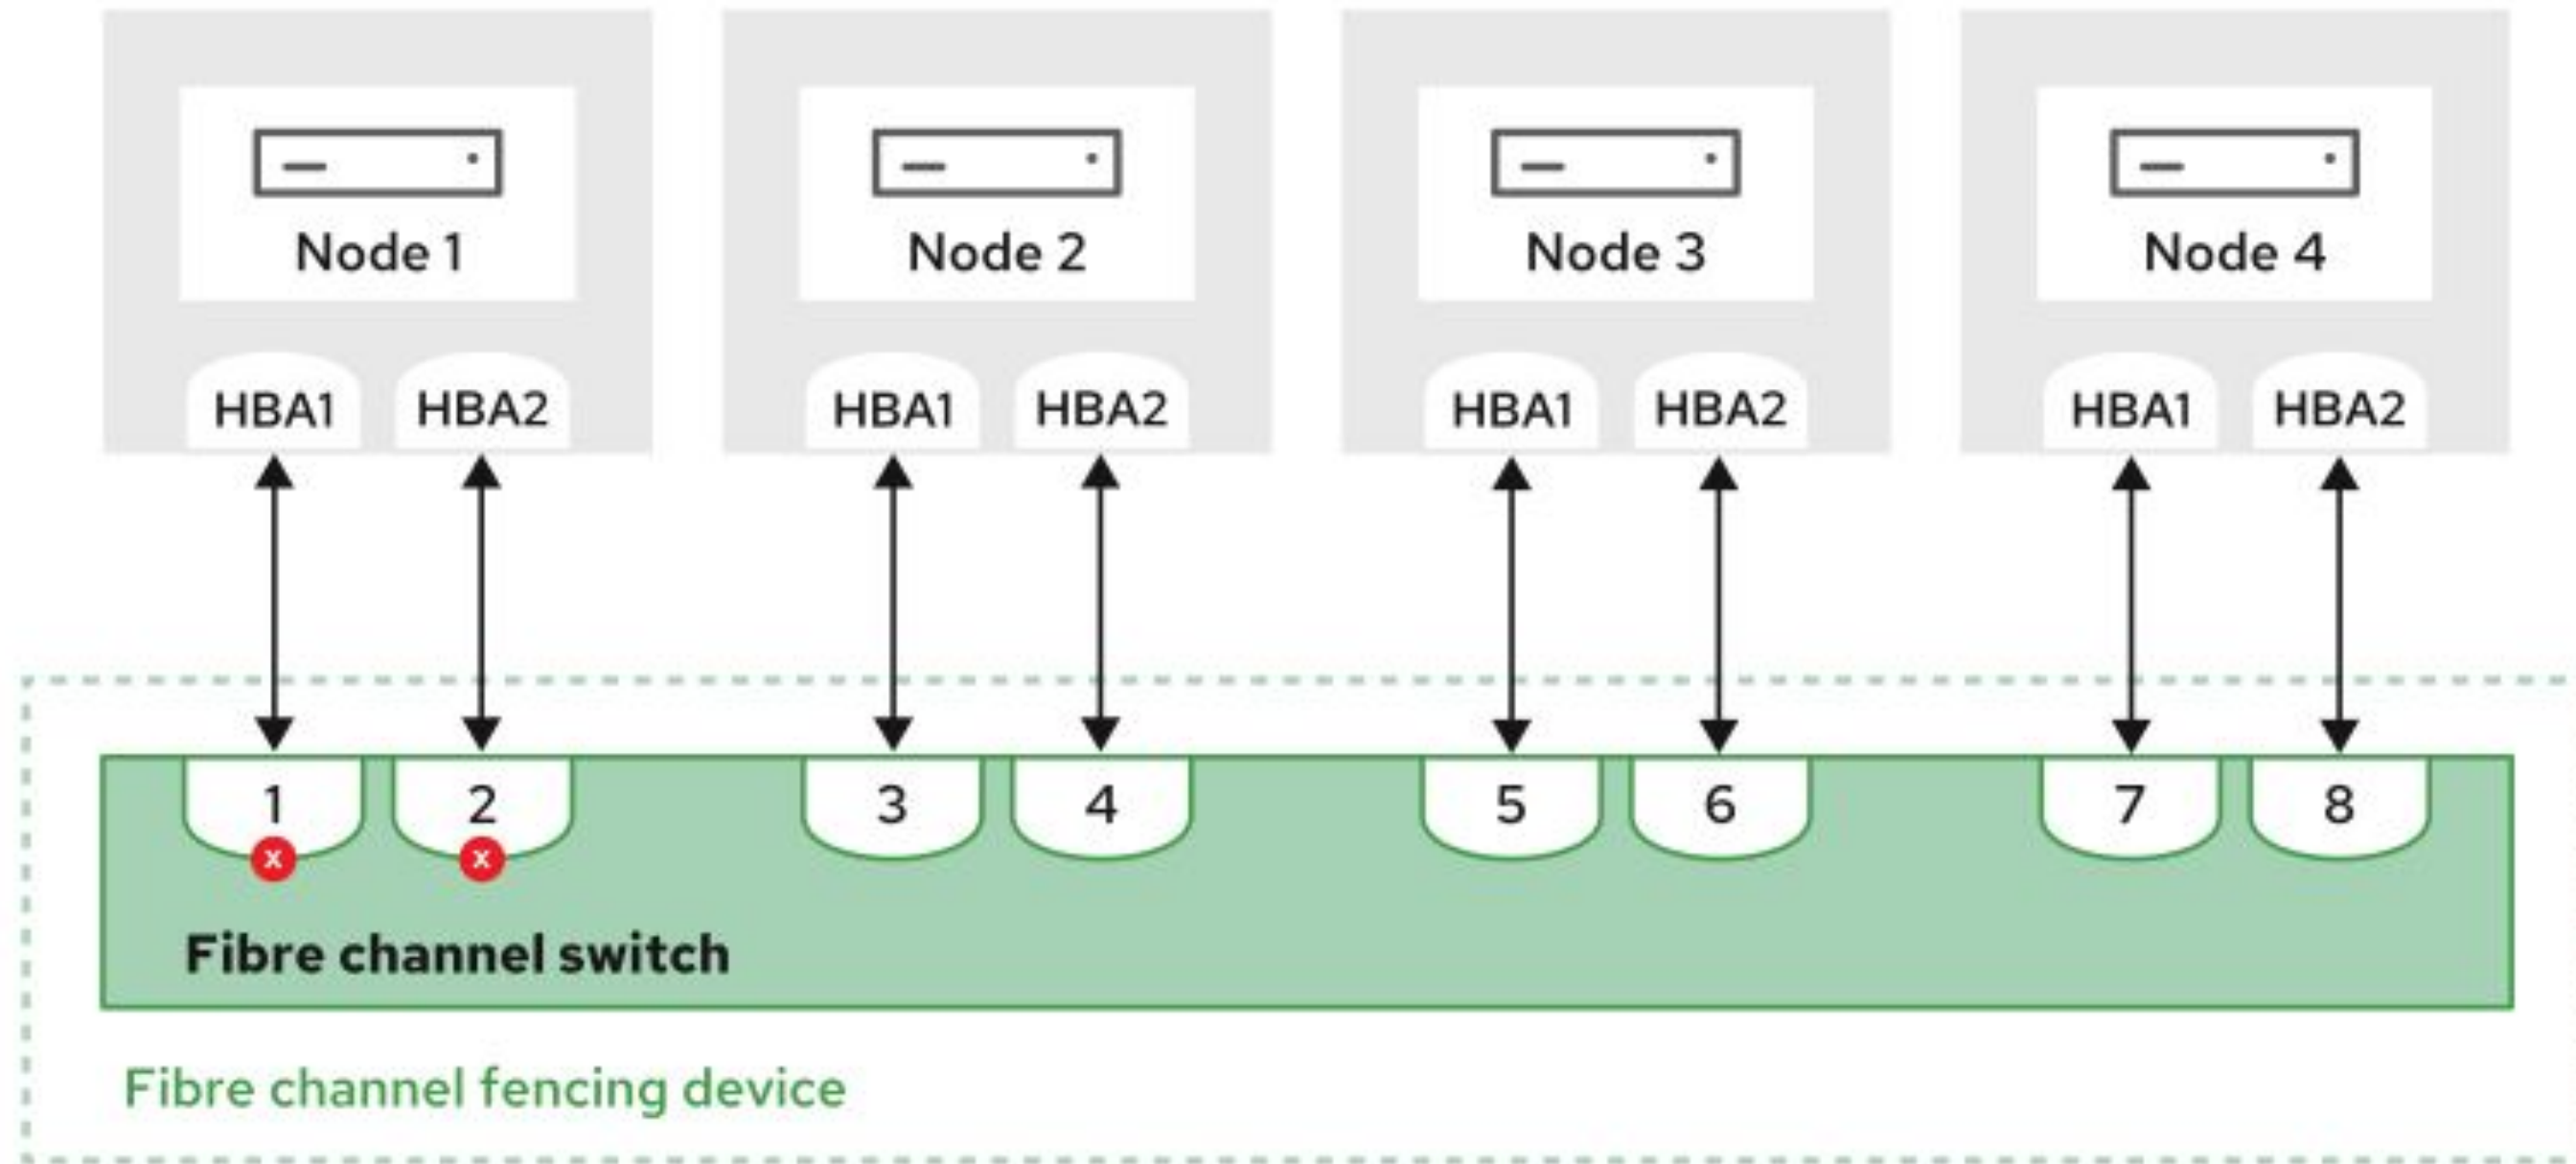 Node 1
Node 2
Node 3
Node 4
HBA1
HBA2
HBA1
HBA2
HBA1
HBA2
HBA1
HBA2
1
2
3
4
5
6
7
8
x
x
Fibre channel switch
Fibre channel fencing device